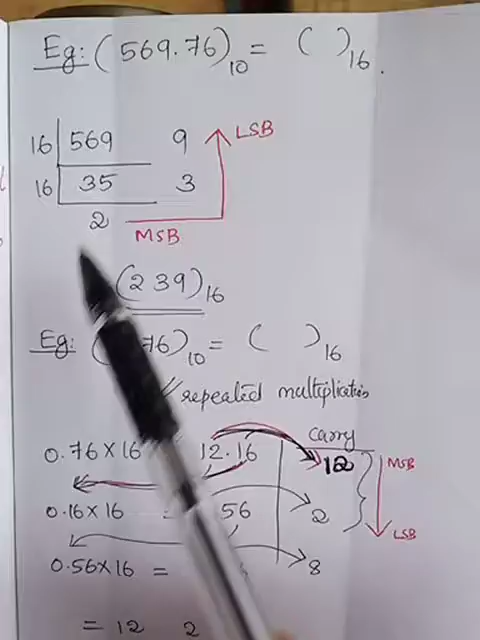 Eg: (569.76)₁₀ = ( )₁₆.
16 569 9 LSB
16 35 3
2 MSB
(239)₁₆
Eg: 76)₁₀ = ( )₁₆
repeated multiplication
carry
0.76×16 12.16 12 MSB
0.16×16 = 56 2
LSB
0.56×16 = 8
= 12 2